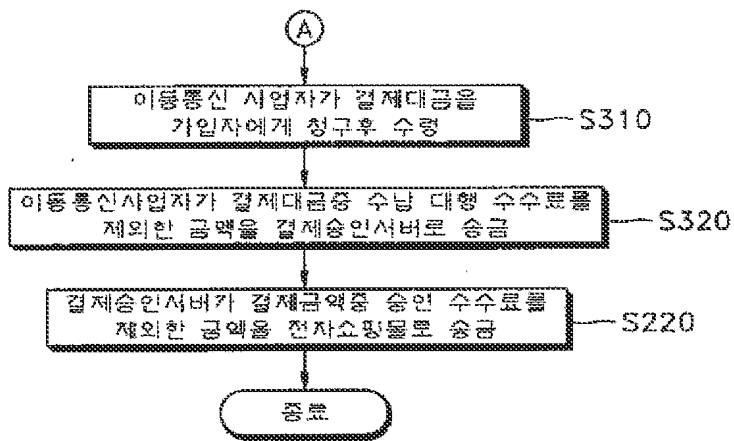 A
이동통신 사업자가 결제대금을
가입자에게 청구후 수령
S310
이동통신사업자가 결제대금중 수납 대행 수수료를
제외한 금액을 결제승인서버로 송금
S320
결제승인서버가 결제금액중 승인 수수료를
제외한 금액을 전자쇼핑몰로 송금
S220
종료